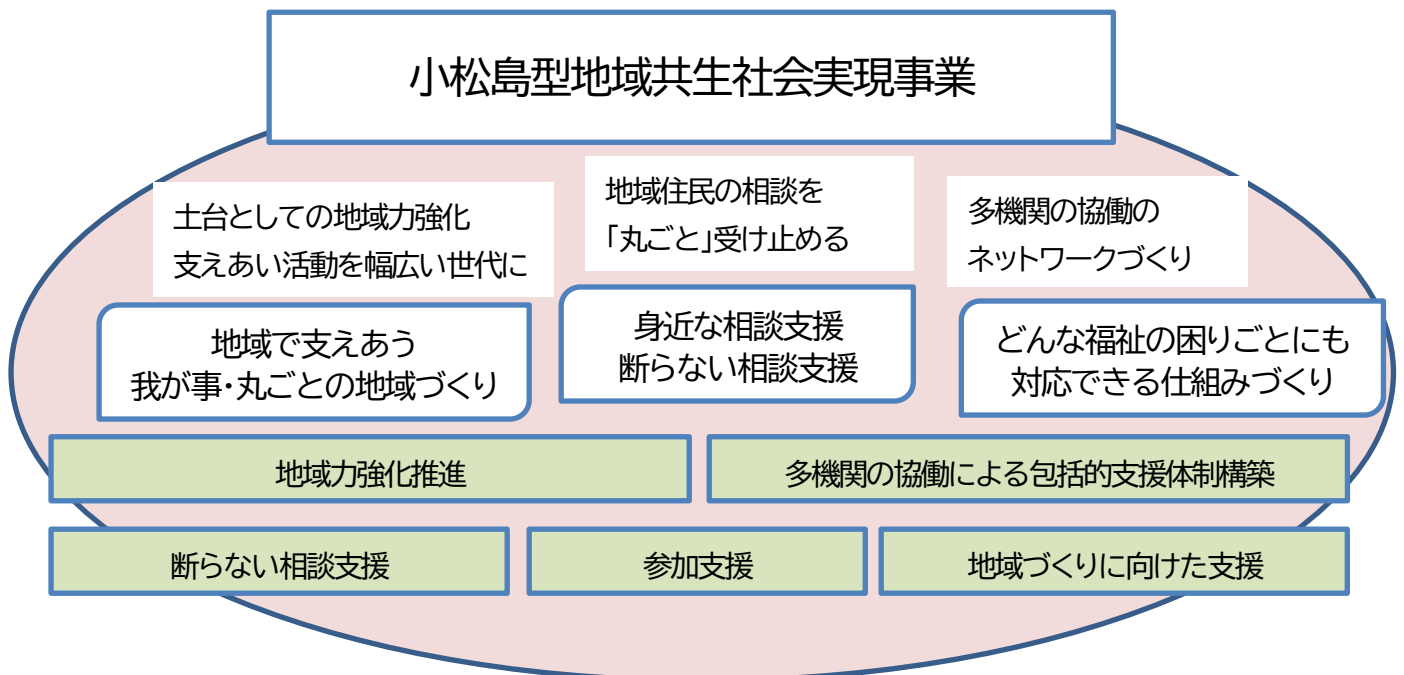 小松島型地域共生社会実現事業
土台としての地域力強化
支えあい活動を幅広い世代に
地域住民の相談を
「丸ごと」受け止める
多機関の協働の
ネットワークづくり
地域で支えあう
我が事・丸ごとの地域づくり
身近な相談支援
断らない相談支援
どんな福祉の困りごとにも
対応できる仕組みづくり
地域力強化推進
多機関の協働による包括的支援体制構築
断らない相談支援
参加支援
地域づくりに向けた支援